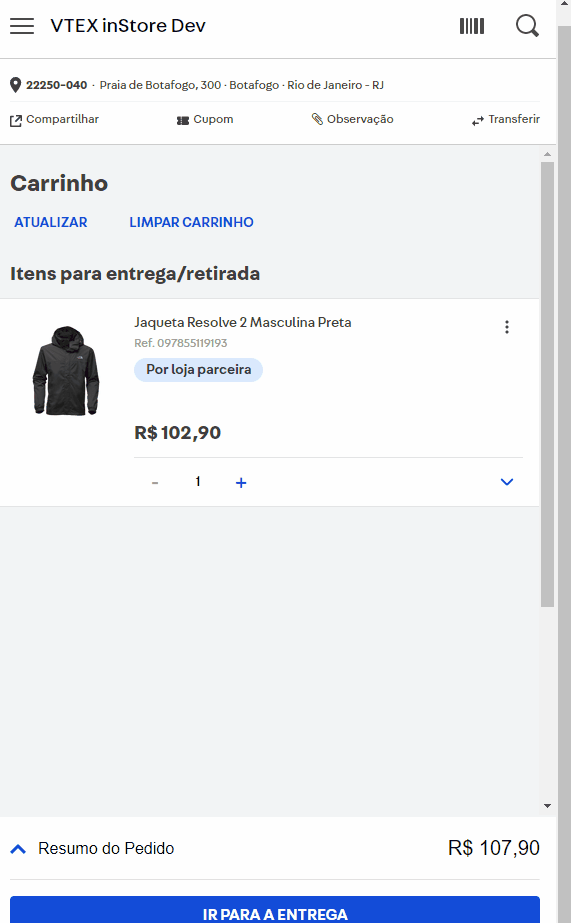 VTEX inStore Dev
22250-040 · Praia de Botafogo, 300 · Botafogo · Rio de Janeiro - RJ
Compartilhar Cupom Observação Transferir
Carrinho
ATUALIZAR LIMPAR CARRINHO
Itens para entrega/retirada
Jaqueta Resolve 2 Masculina Preta
Ref. 097855119193
Por loja parceira
R$ 102,90
- 1 +
Resumo do Pedido R$ 107,90
IR PARA A ENTREGA